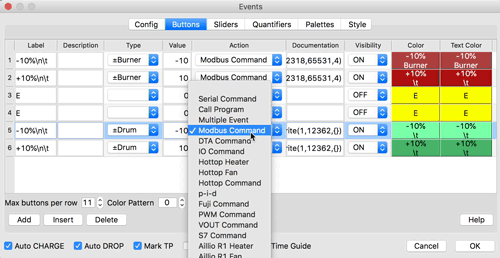 Events
Config Buttons Sliders Quantifiers Palettes Style
Label Description Type Value Action Documentation Visibility Color Text Color
1 -10%\n\t ±Burner -10 Modbus Command 2318,65531,4) ON -10% Burner -10% Burner
2 +10%\n\t ±Burner 10 2318,65531,4) ON +10% \t +10% \t
3 E 0 OFF E E
4 E 0 OFF E E
5 -10%\n\t ±Drum -10 ✓ Modbus Command rite(1,12362,{}) ON -10% \t -10% \t
6 +10%\n\t ±Drum 10 rite(1,12362,{}) ON +10% \t +10% \t
Serial Command
Call Program
Multiple Event
DTA Command
IO Command
Hottop Heater
Hottop Fan
Hottop Command
p-i-d
Fuji Command
PWM Command
VOUT Command
S7 Command
Aillio R1 Heater
Aillio R1 Fan
Max buttons per row 11 Color Pattern 0
Add Insert Delete Help
Auto CHARGE Auto DROP Mark TP Time Guide
Cancel OK